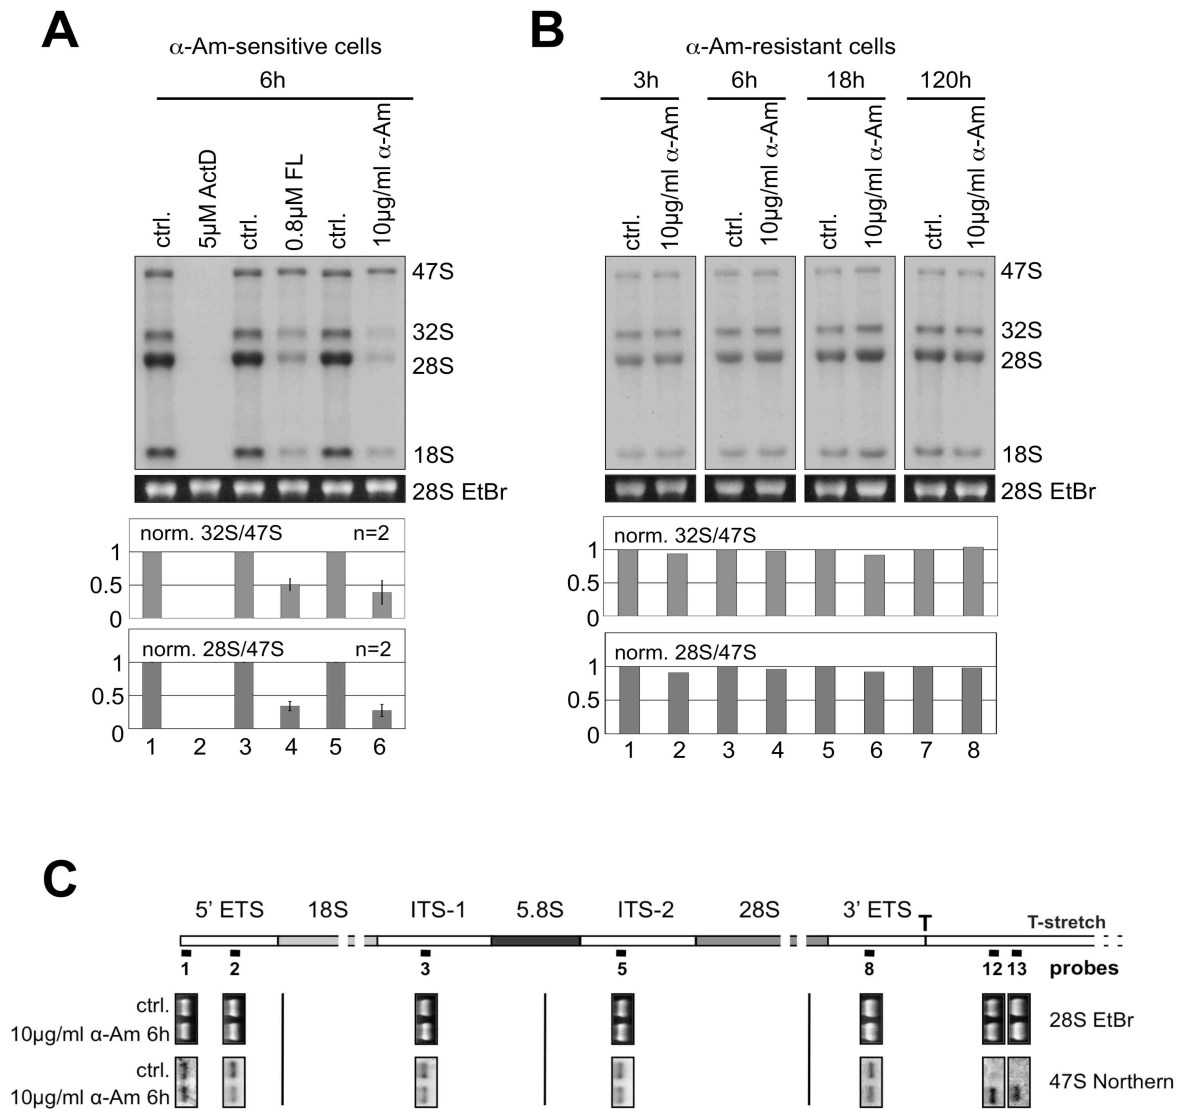 A
α-Am-sensitive cells
6h
ctrl.
5µM ActD
ctrl.
0.8µM FL
ctrl.
10µg/ml α-Am
47S
32S
28S
18S
28S EtBr
norm. 32S/47S n=2
1
0.5
0
norm. 28S/47S n=2
1
0.5
0
1 2 3 4 5 6
B
α-Am-resistant cells
3h 6h 18h 120h
ctrl.
10µg/ml α-Am
ctrl.
10µg/ml α-Am
ctrl.
10µg/ml α-Am
ctrl.
10µg/ml α-Am
47S
32S
28S
18S
28S EtBr
norm. 32S/47S
1
0.5
0
norm. 28S/47S
1
0.5
0
1 2 3 4 5 6 7 8
C
5' ETS 18S ITS-1 5.8S ITS-2 28S 3' ETS T T-stretch
1 2 3 5 8 12 13 probes
ctrl.
10µg/ml α-Am 6h
28S EtBr
ctrl.
10µg/ml α-Am 6h
47S Northern